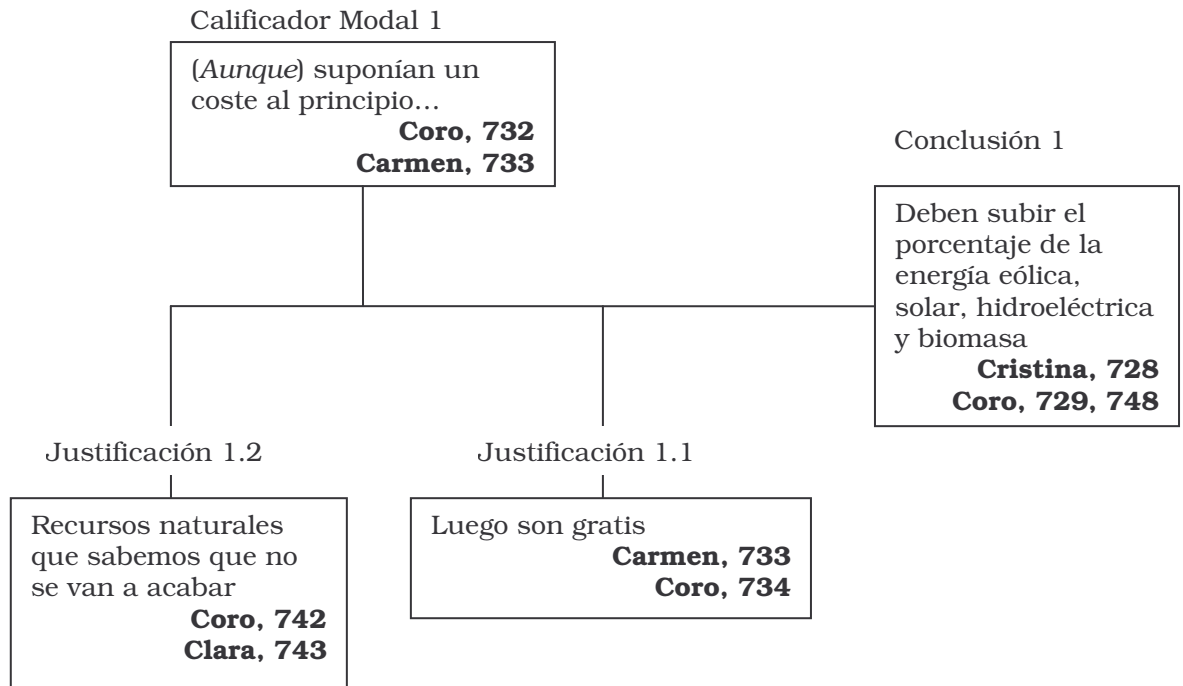 Calificador Modal 1
(Aunque) suponían un
coste al principio…
Coro, 732
Carmen, 733
Conclusión 1
Deben subir el
porcentaje de la
energía eólica,
solar, hidroeléctrica
y biomasa
Cristina, 728
Coro, 729, 748
Justificación 1.2
Recursos naturales
que sabemos que no
se van a acabar
Coro, 742
Clara, 743
Justificación 1.1
Luego son gratis
Carmen, 733
Coro, 734